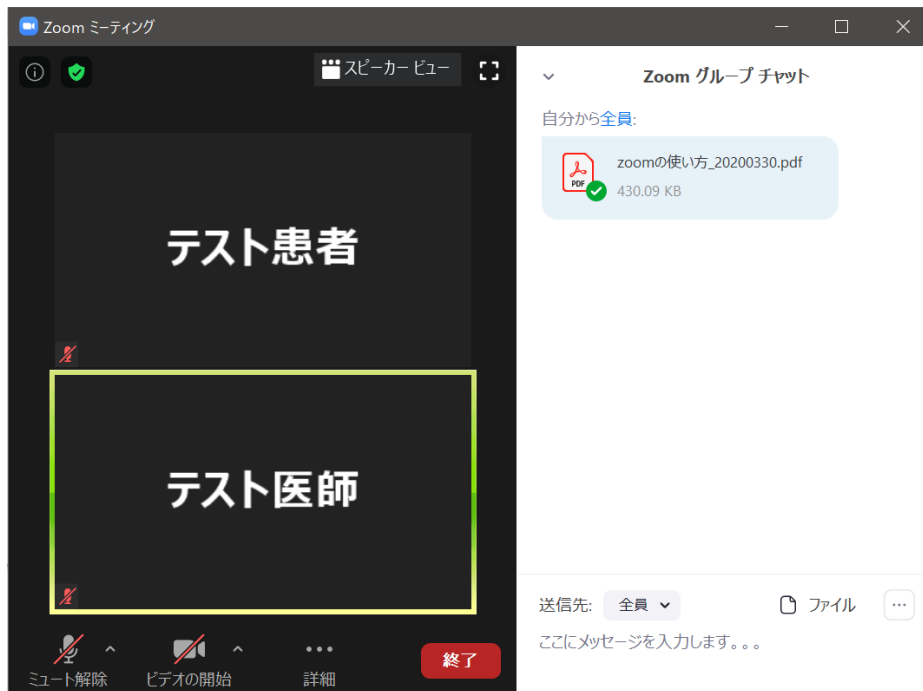 Zoom ミーティング
スピーカー ビュー
テスト患者
テスト医師
ミュート解除
ビデオの開始
詳細
終了
Zoom グループ チャット
自分から全員:
zoomの使い方_20200330.pdf
PDF
430.09 KB
送信先: 全員
ファイル
ここにメッセージを入力します。。。